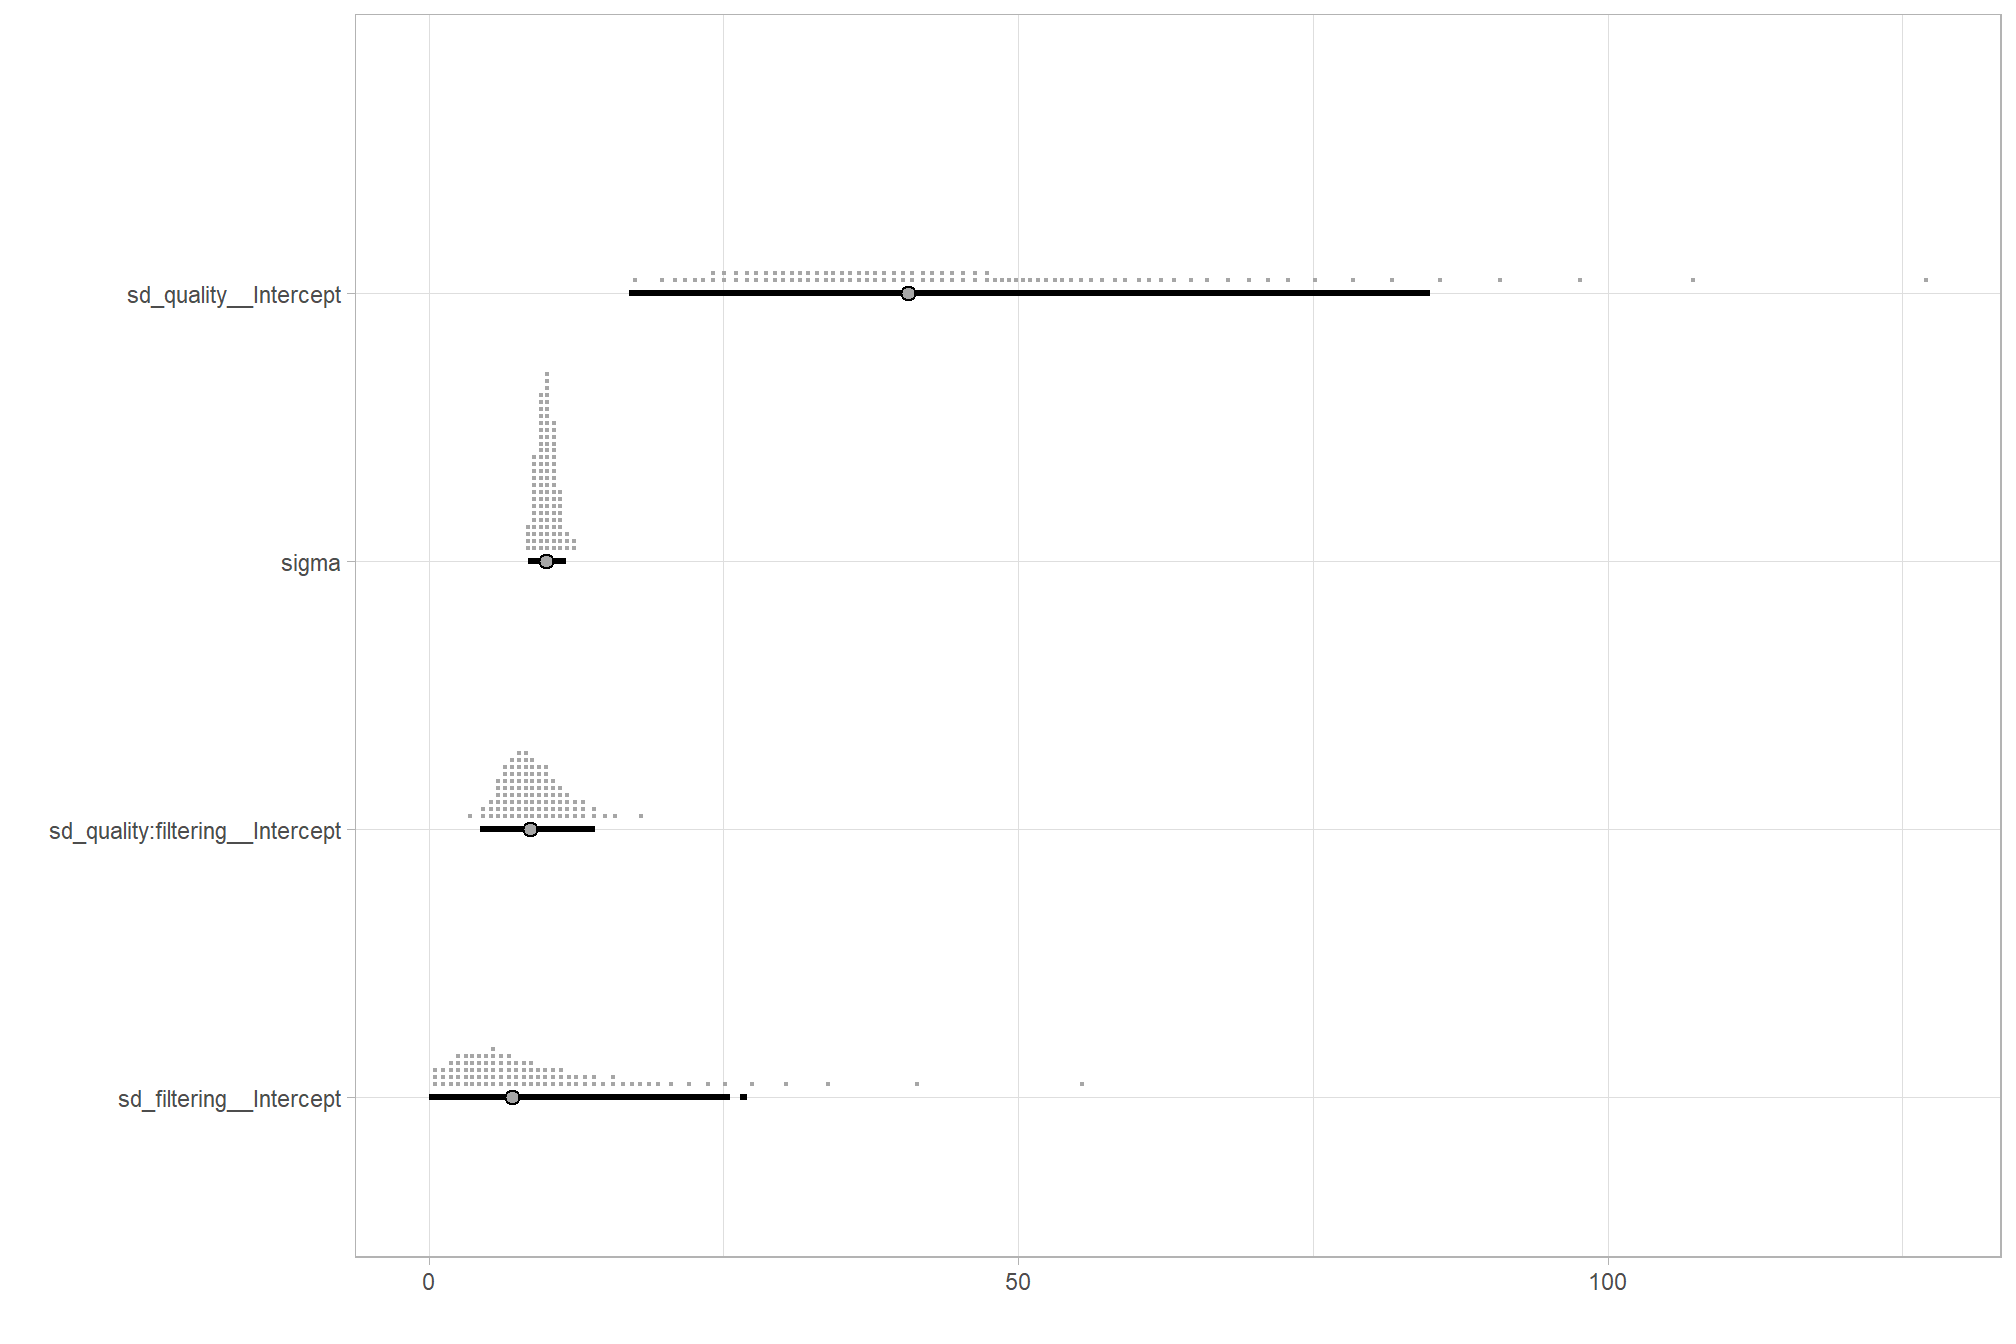 sd_quality__Intercept
sigma
sd_quality:filtering__Intercept
sd_filtering__Intercept
0 50 100